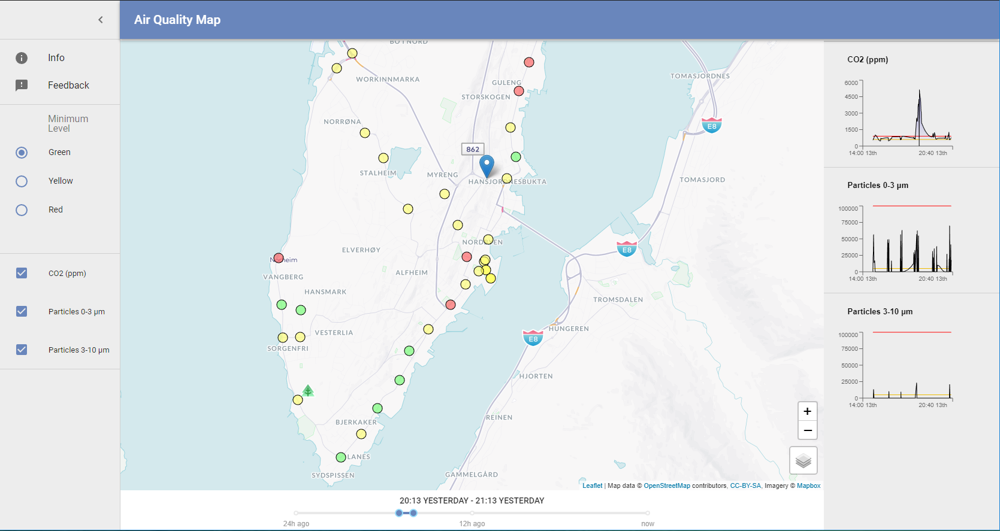 Air Quality Map
Info
Feedback
Minimum
Level
Green
Yellow
Red
CO2 (ppm)
Particles 0-3 µm
Particles 3-10 µm
BOTNORD
WORKINNMARKA
GULENG
STORSKOGEN
TOMASJORDNES
NORRØNA
E8
862
STALHEIM
MYRENG
HANSJORDNESBUKTA
TOMASJORD
NORDBYEN
ELVERHØY
E8
Norheim
VANGBERG
ALFHEIM
HANSMARK
TROMSDALEN
VESTERLIA
HUNGEREN
E8
SORGENFRI
HJORTEN
REINEN
BJERKAKER
LANES
SYDSPISSEN
GAMMELGÅRD
+
−
Leaflet | Map data © OpenStreetMap contributors, CC-BY-SA, Imagery © Mapbox
20:13 YESTERDAY - 21:13 YESTERDAY
24h ago
12h ago
now
CO2 (ppm)
6000
4500
3000
1500
0
14:00 13th
20:40 13th
Particles 0-3 µm
100000
75000
50000
25000
0
14:00 13th
20:40 13th
Particles 3-10 µm
100000
75000
50000
25000
0
14:00 13th
20:40 13th